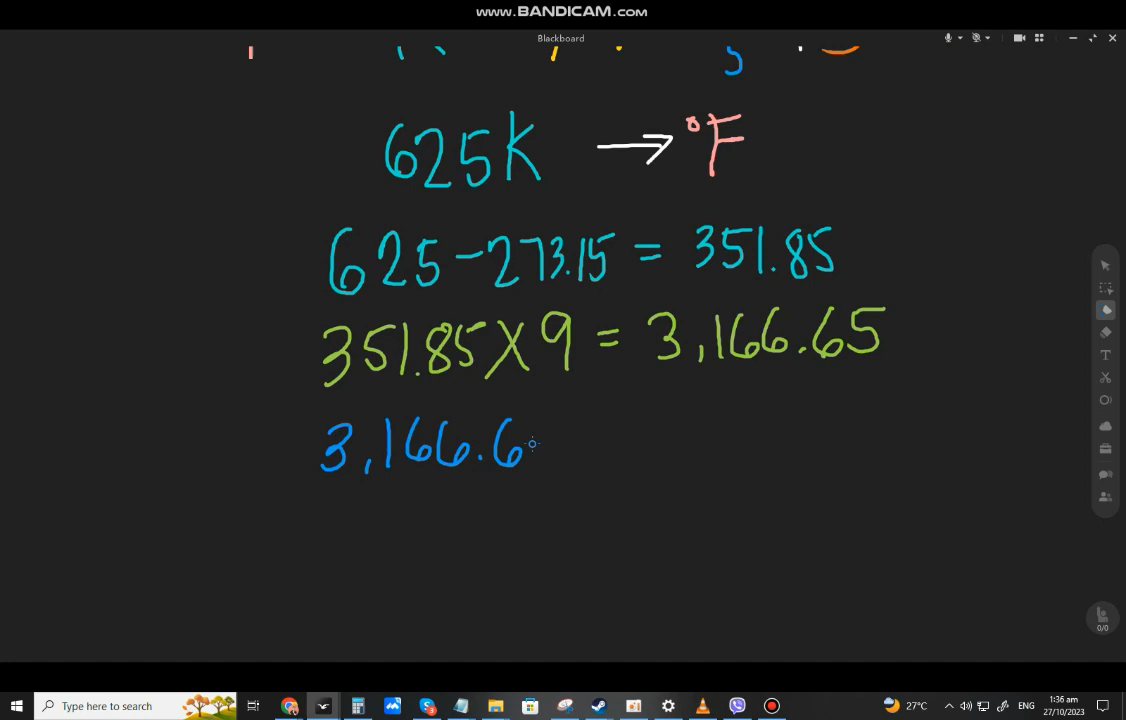 www.BANDICAM.com
Blackboard
625K → °F
625-273.15 = 351.85
351.85 X 9 = 3,166.65
3,166.6
0/0
Type here to search
27°C
ENG
1:36 am
27/10/2023